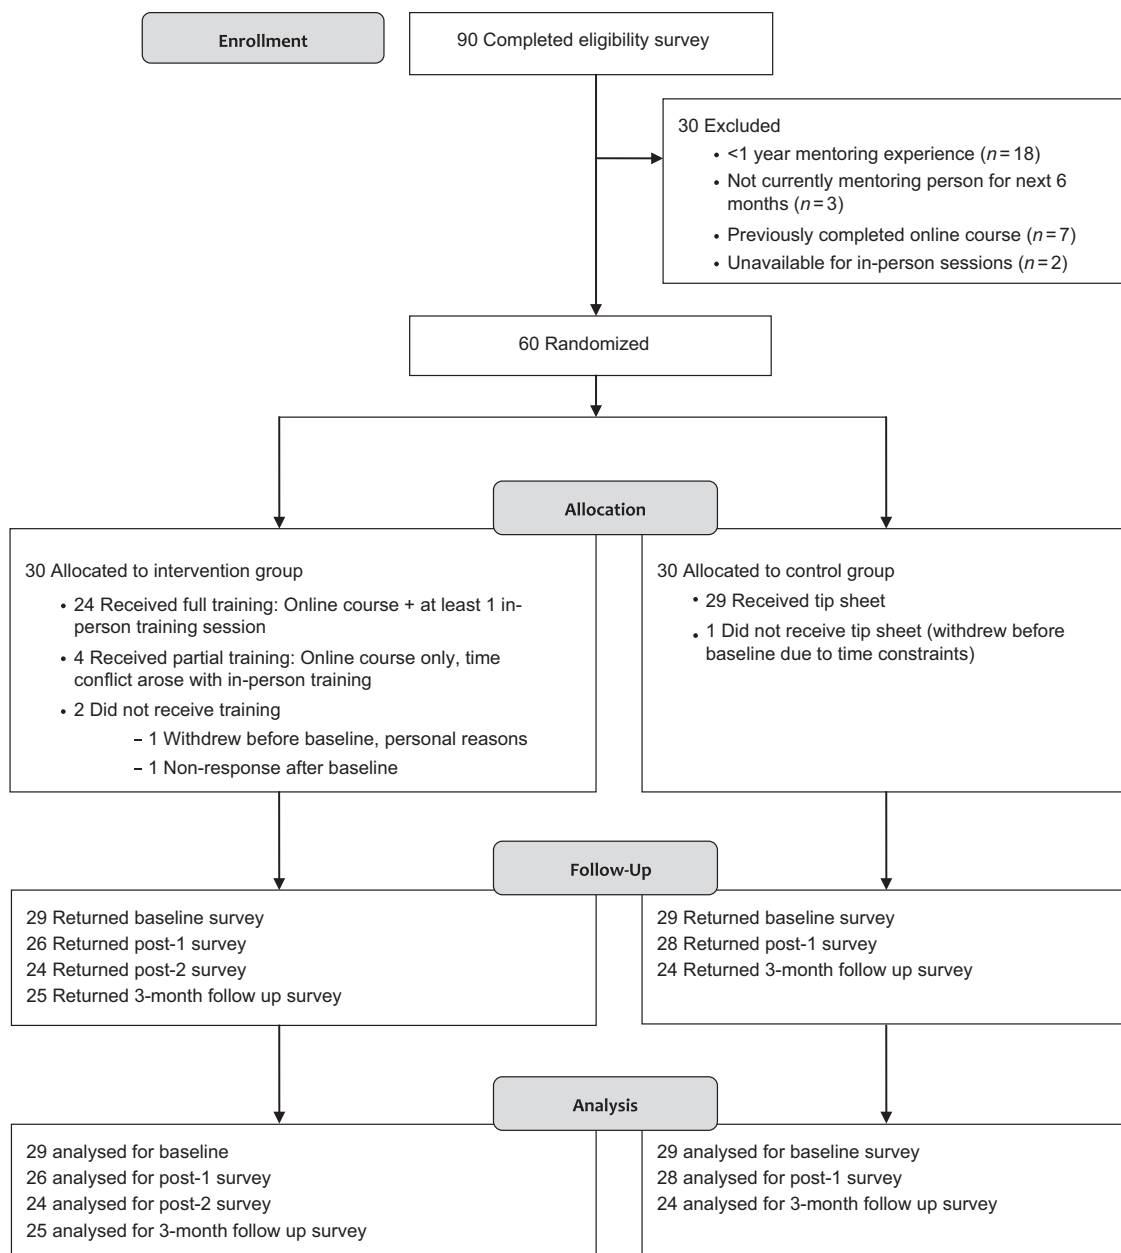 Enrollment
90 Completed eligibility survey
30 Excluded
• <1 year mentoring experience (n=18)
• Not currently mentoring person for next 6
months (n=3)
• Previously completed online course (n=7)
• Unavailable for in-person sessions (n=2)
60 Randomized
Allocation
30 Allocated to intervention group
• 24 Received full training: Online course + at least 1 in-
person training session
• 4 Received partial training: Online course only, time
conflict arose with in-person training
• 2 Did not receive training
– 1 Withdrew before baseline, personal reasons
– 1 Non-response after baseline
30 Allocated to control group
• 29 Received tip sheet
• 1 Did not receive tip sheet (withdrew before
baseline due to time constraints)
Follow-Up
29 Returned baseline survey
26 Returned post-1 survey
24 Returned post-2 survey
25 Returned 3-month follow up survey
29 Returned baseline survey
28 Returned post-1 survey
24 Returned 3-month follow up survey
Analysis
29 analysed for baseline
26 analysed for post-1 survey
24 analysed for post-2 survey
25 analysed for 3-month follow up survey
29 analysed for baseline survey
28 analysed for post-1 survey
24 analysed for 3-month follow up survey